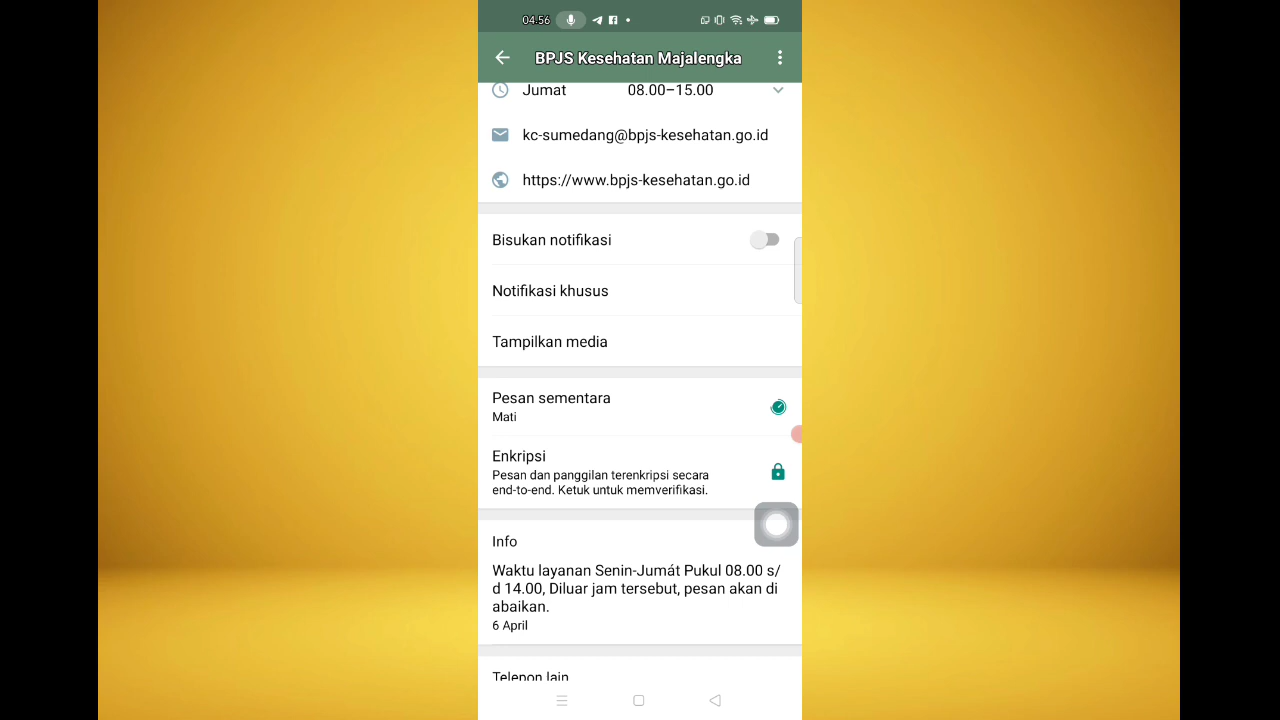 04.56
BPJS Kesehatan Majalengka
Jumat 08.00–15.00
kc-sumedang@bpjs-kesehatan.go.id
https://www.bpjs-kesehatan.go.id
Bisukan notifikasi
Notifikasi khusus
Tampilkan media
Pesan sementara
Mati
Enkripsi
Pesan dan panggilan terenkripsi secara
end-to-end. Ketuk untuk memverifikasi.
Info
Waktu layanan Senin-Jumát Pukul 08.00 s/
d 14.00, Diluar jam tersebut, pesan akan di
abaikan.
6 April
Telepon lain